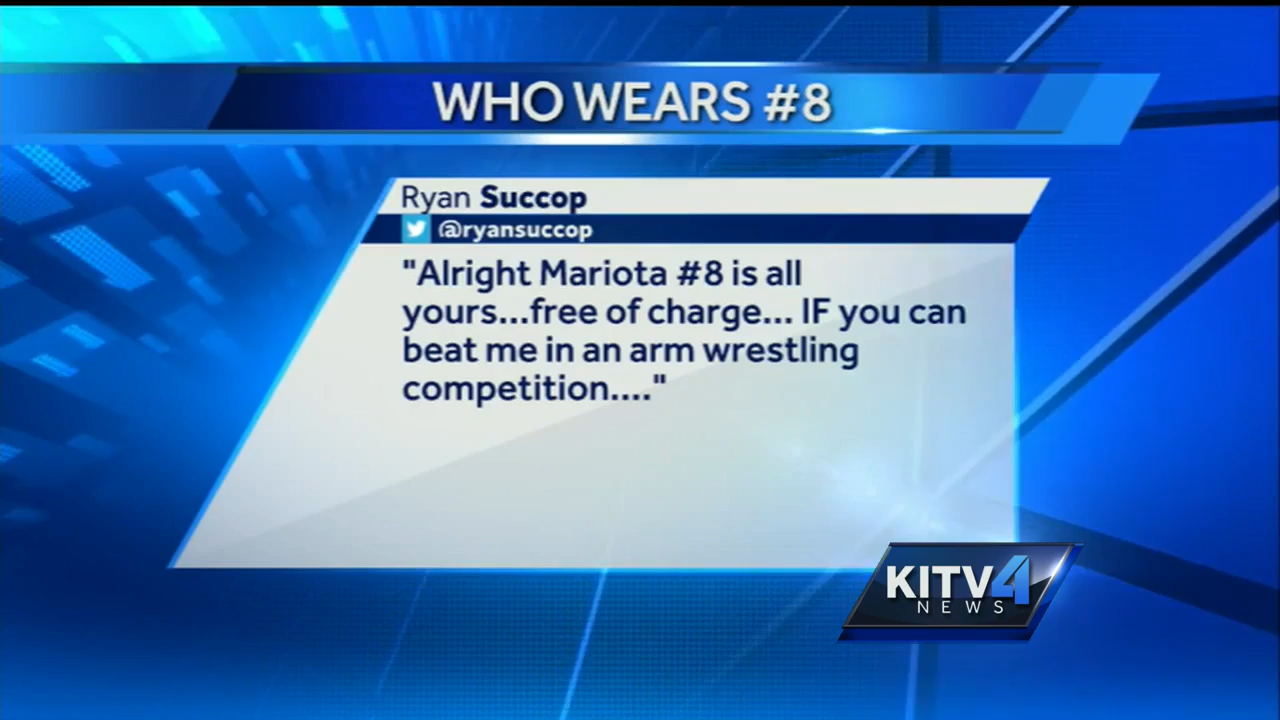 WHO WEARS #8
Ryan Succop
@ryansuccop
"Alright Mariota #8 is all
yours...free of charge... IF you can
beat me in an arm wrestling
competition...."
KITV4
NEWS